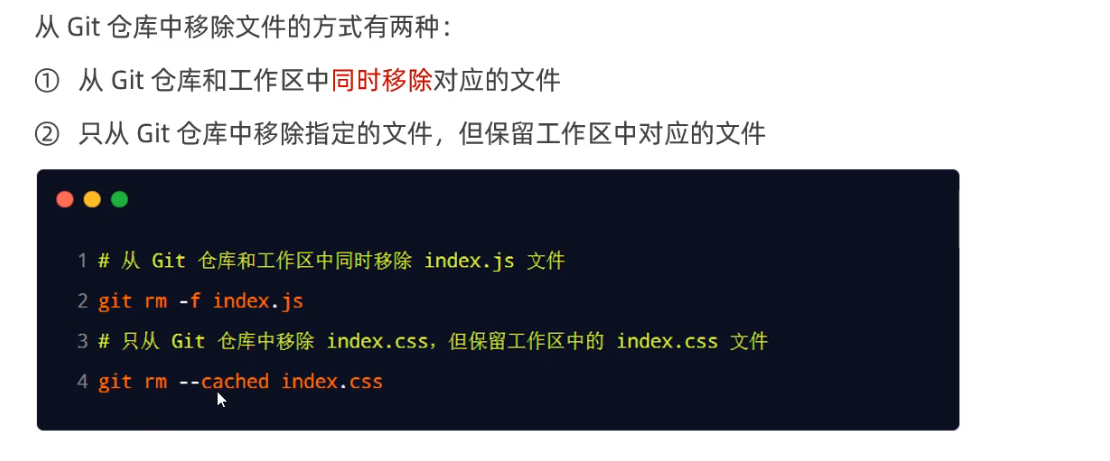 从 Git 仓库中移除文件的方式有两种：
① 从 Git 仓库和工作区中同时移除对应的文件
② 只从 Git 仓库中移除指定的文件，但保留工作区中对应的文件
1 # 从 Git 仓库和工作区中同时移除 index.js 文件
2 git rm -f index.js
3 # 只从 Git 仓库中移除 index.css，但保留工作区中的 index.css 文件
4 git rm --cached index.css